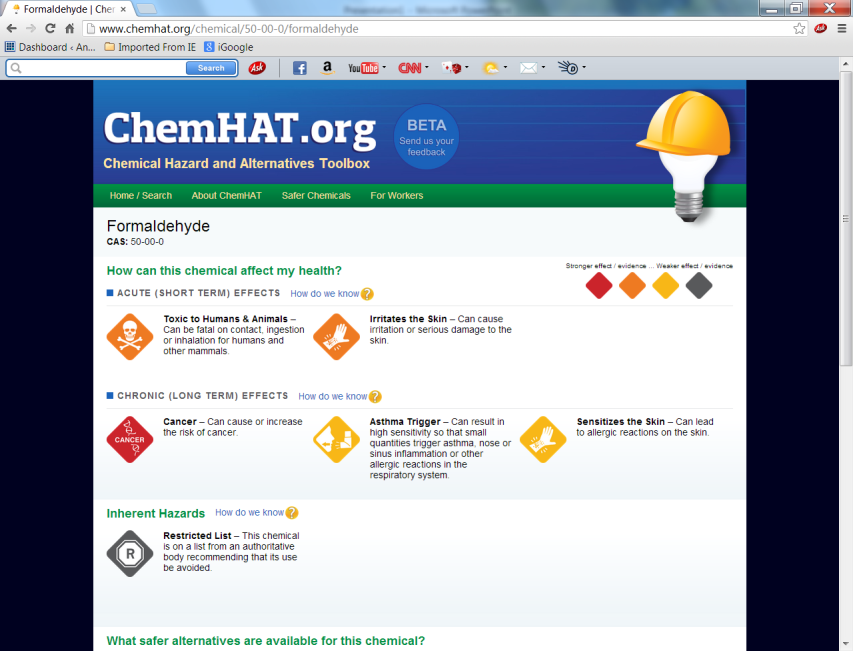 Formaldehyde | Cher
www.chemhat.org/chemical/50-00-0/formaldehyde
Dashboard ‹ An... Imported From IE iGoogle
Search Ask YouTube CNN
ChemHAT.org
Chemical Hazard and Alternatives Toolbox
BETA
Send us your
feedback
Home / Search About ChemHAT Safer Chemicals For Workers
Formaldehyde
CAS: 50-00-0
How can this chemical affect my health?
Stronger effect / evidence ... Weaker effect / evidence
ACUTE (SHORT TERM) EFFECTS How do we know ?
Toxic to Humans & Animals –
Can be fatal on contact, ingestion
or inhalation for humans and
other mammals.
Irritates the Skin – Can cause
irritation or serious damage to the
skin.
CHRONIC (LONG TERM) EFFECTS How do we know ?
CANCER
Cancer – Can cause or increase
the risk of cancer.
Asthma Trigger – Can result in
high sensitivity so that small
quantities trigger asthma, nose or
sinus inflammation or other
allergic reactions in the
respiratory system.
Sensitizes the Skin – Can lead
to allergic reactions on the skin.
Inherent Hazards How do we know ?
R
Restricted List – This chemical
is on a list from an authoritative
body recommending that its use
be avoided.
What safer alternatives are available for this chemical?